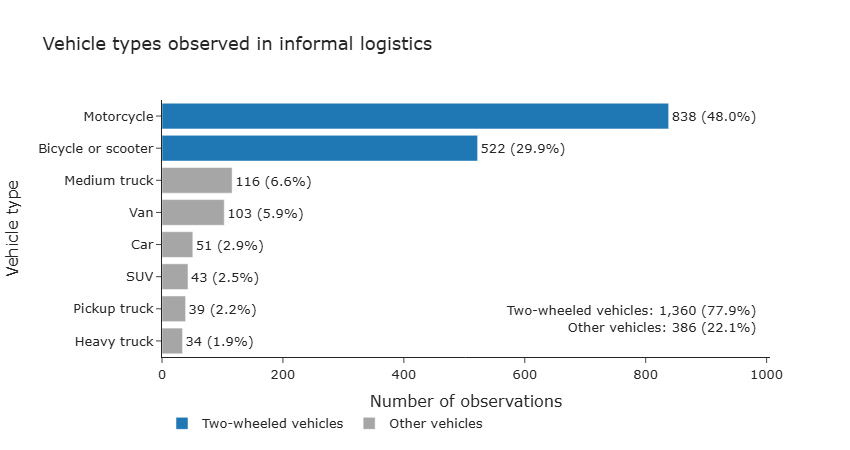 Vehicle types observed in informal logistics
Vehicle type
Motorcycle 838 (48.0%)
Bicycle or scooter 522 (29.9%)
Medium truck 116 (6.6%)
Van 103 (5.9%)
Car 51 (2.9%)
SUV 43 (2.5%)
Pickup truck 39 (2.2%)
Heavy truck 34 (1.9%)
Two-wheeled vehicles: 1,360 (77.9%)
Other vehicles: 386 (22.1%)
0 200 400 600 800 1000
Number of observations
Two-wheeled vehicles Other vehicles